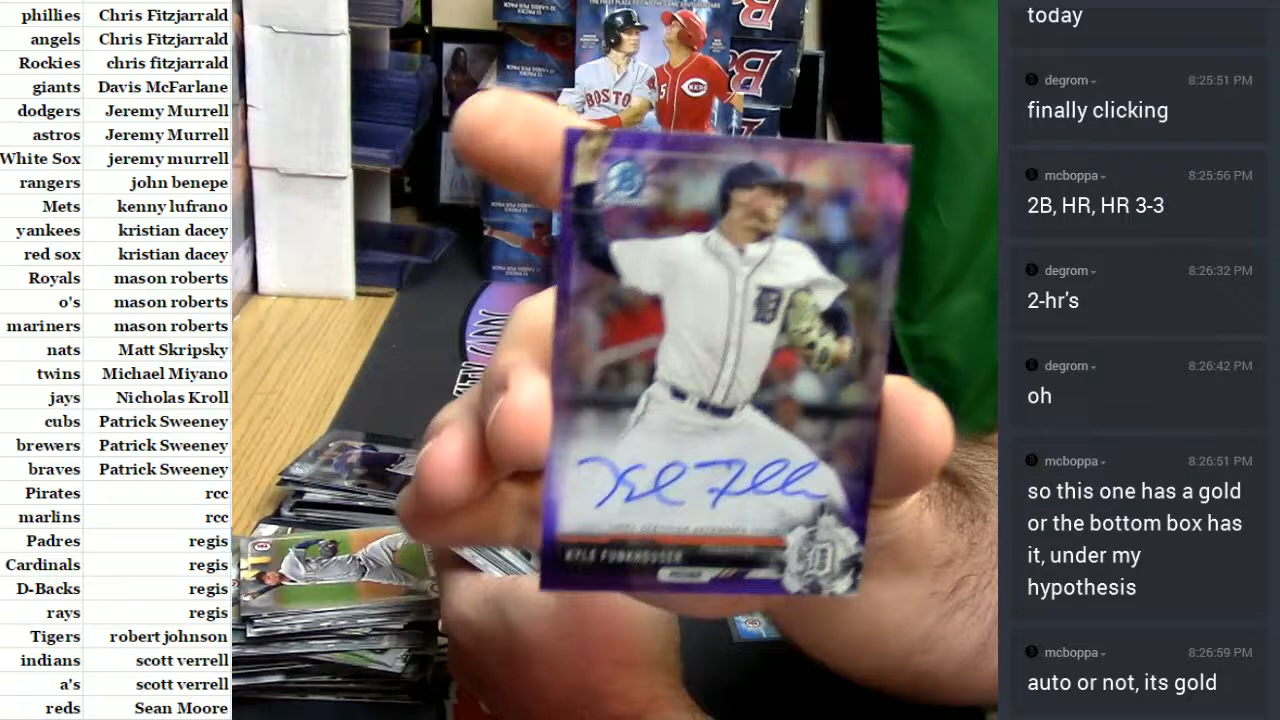 phillies Chris Fitzjarrald
angels Chris Fitzjarrald
Rockies chris fitzjarrald
giants Davis McFarlane
dodgers Jeremy Murrell
astros Jeremy Murrell
White Sox jeremy murrell
rangers john benepe
Mets kenny lufrano
yankees kristian dacey
red sox kristian dacey
Royals mason roberts
o's mason roberts
mariners mason roberts
nats Matt Skripsky
twins Michael Miyano
jays Nicholas Kroll
cubs Patrick Sweeney
brewers Patrick Sweeney
braves Patrick Sweeney
Pirates rcc
marlins rcc
Padres regis
Cardinals regis
D-Backs regis
rays regis
Tigers robert johnson
indians scott verrell
a's scott verrell
reds Sean Moore
BOSTO
REDS
D
KYLE FUNKHOUSER
PITCHER
today
degrom 8:25:51 PM
finally clicking
mcboppa 8:25:56 PM
2B, HR, HR 3-3
degrom 8:26:32 PM
2-hr's
degrom 8:26:42 PM
oh
mcboppa 8:26:51 PM
so this one has a gold
or the bottom box has
it, under my
hypothesis
mcboppa 8:26:59 PM
auto or not, its gold